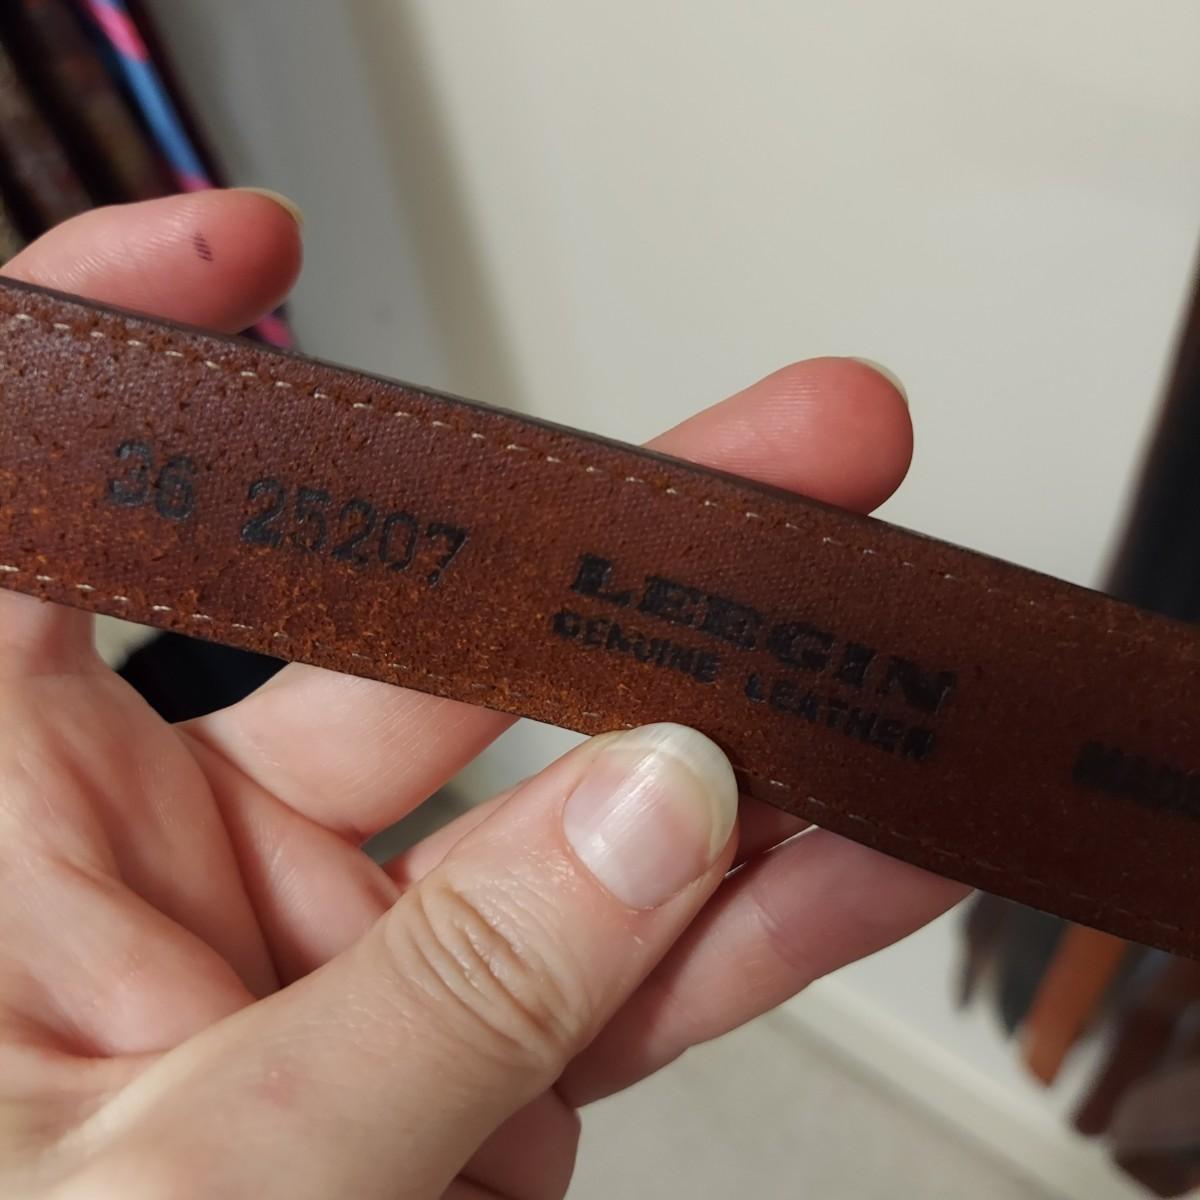 36 25207
LEEGIN
GENUINE LEATHER